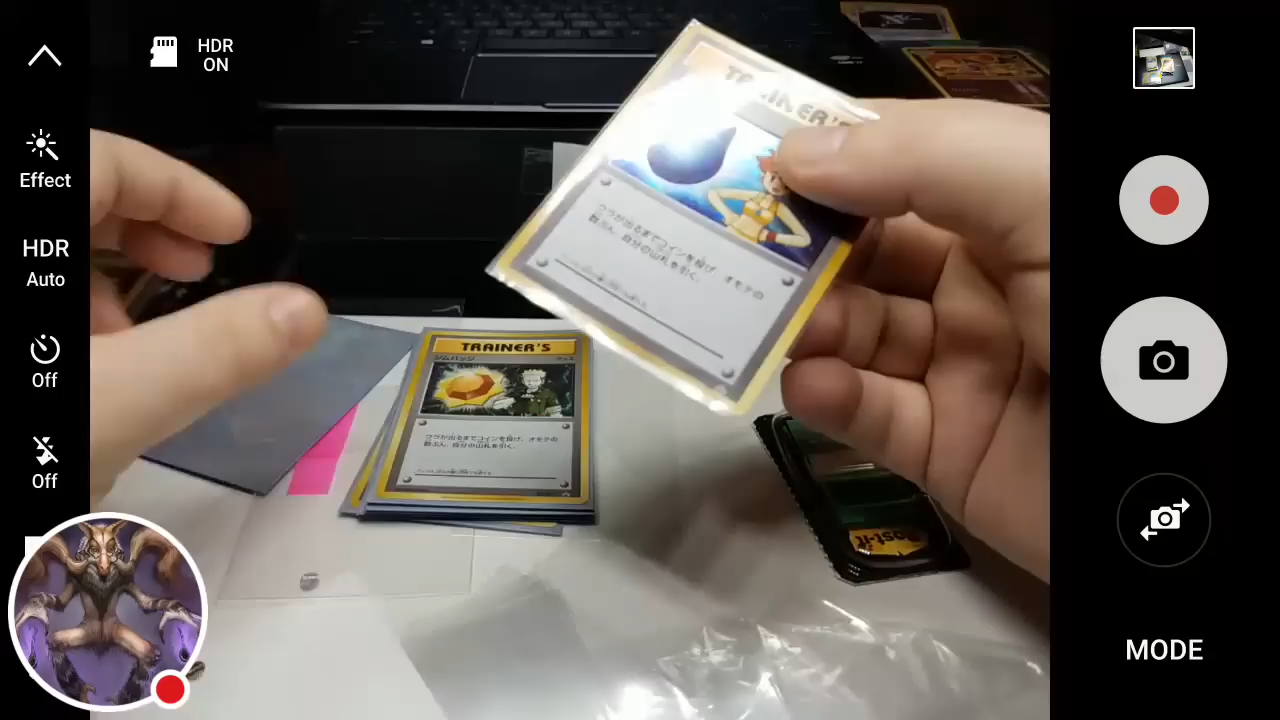 HDR
ON
Effect
HDR
Auto
Off
Off
MODE
TRAINER'S
ウラが出るまでコインを投げ、オモテの
数ぶん、自分の山札を引く。
TRAINER'S
ジムバッジ
ウラが出るまでコインを投げ、オモテの
数ぶん、自分の山札を引く。
Post-it